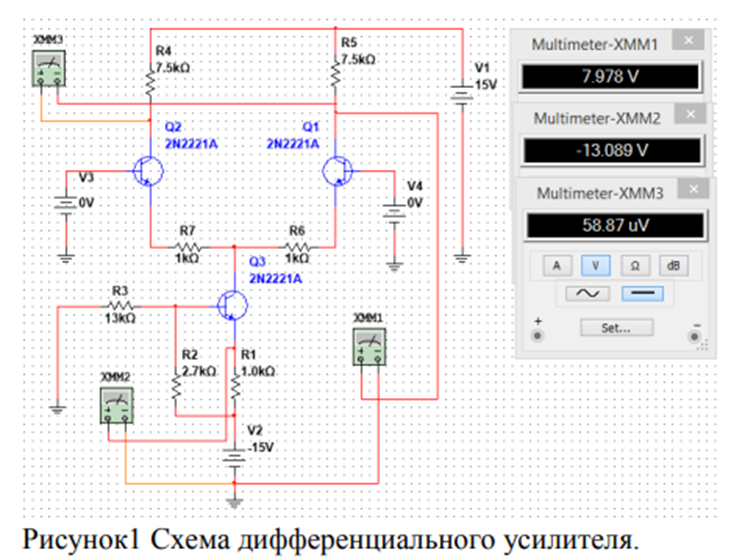 XMM3
R4
7.5kΩ
R5
7.5kΩ
V1
15V
Multimeter-XMM1
7.978 V
Multimeter-XMM2
-13.089 V
Multimeter-XMM3
58.87 uV
A
V
Ω
dB
+
Set...
-
Q2
2N2221A
Q1
2N2221A
V3
0V
V4
0V
R7
1kΩ
R6
1kΩ
Q3
2N2221A
R3
13kΩ
XMM1
R2
2.7kΩ
R1
1.0kΩ
XMM2
V2
-15V
Рисунок1 Схема дифференциального усилителя.